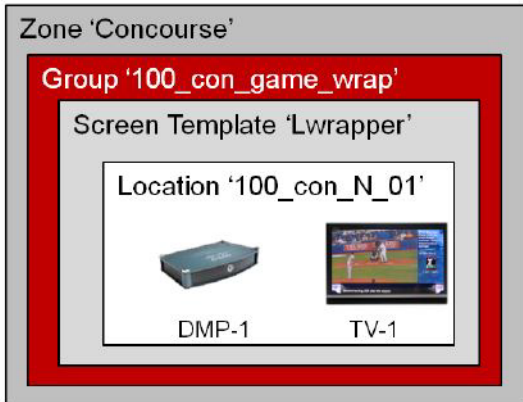 Zone ‘Concourse’
Group ‘100_con_game_wrap’
Screen Template ‘Lwrapper’
Location ‘100_con_N_01’
DMP-1
TV-1